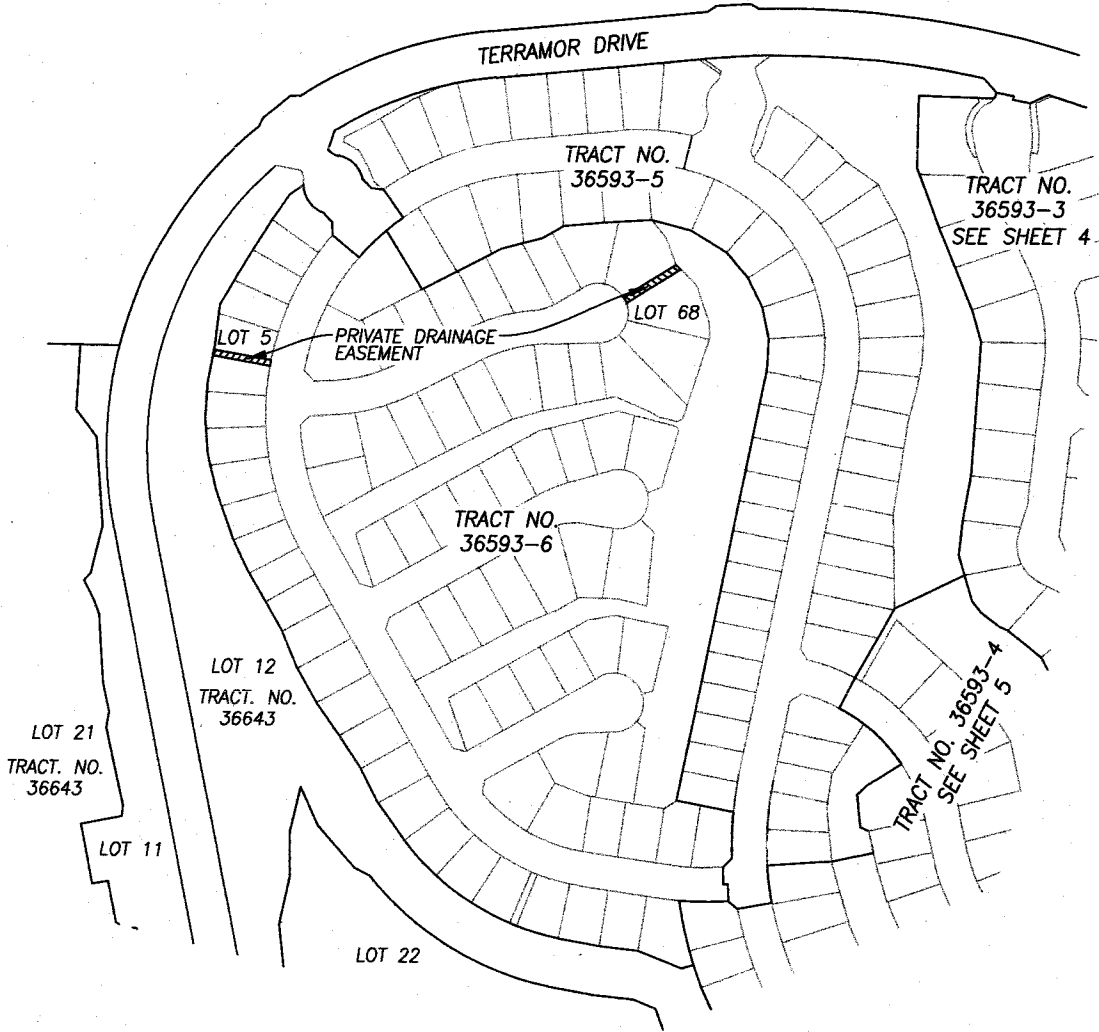 TERRAMOR DRIVE
TRACT NO.
36593-5
TRACT NO.
36593-3
SEE SHEET 4
LOT 68
LOT 5
PRIVATE DRAINAGE
EASEMENT
TRACT NO.
36593-6
LOT 12
TRACT. NO.
36643
LOT 21
TRACT. NO.
36643
TRACT NO. 36593-4
SEE SHEET 5
LOT 11
LOT 22